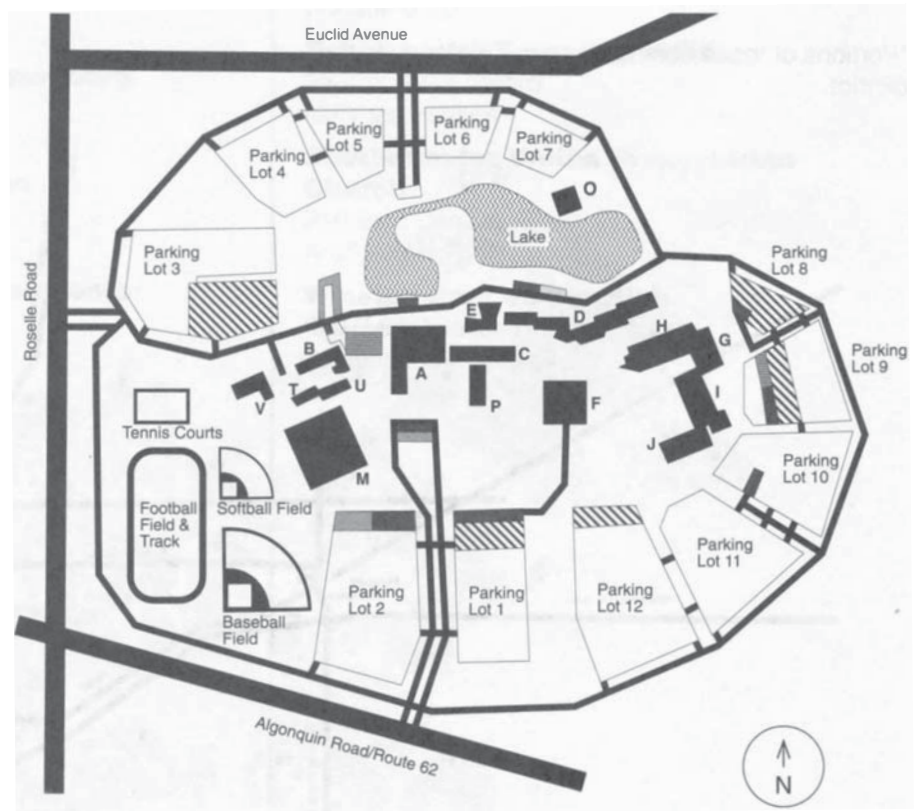 Euclid Avenue
Parking
Lot 4
Parking
Lot 5
Parking
Lot 6
Parking
Lot 7
O
Lake
Parking
Lot 3
Parking
Lot 8
Roselle Road
E
D
H
G
B
C
A
Parking
Lot 9
V
T
U
P
F
I
J
Tennis Courts
M
Parking
Lot 10
Softball Field
Football
Field &
Track
Parking
Lot 11
Parking
Lot 2
Parking
Lot 1
Parking
Lot 12
Baseball
Field
Algonquin Road/Route 62
N